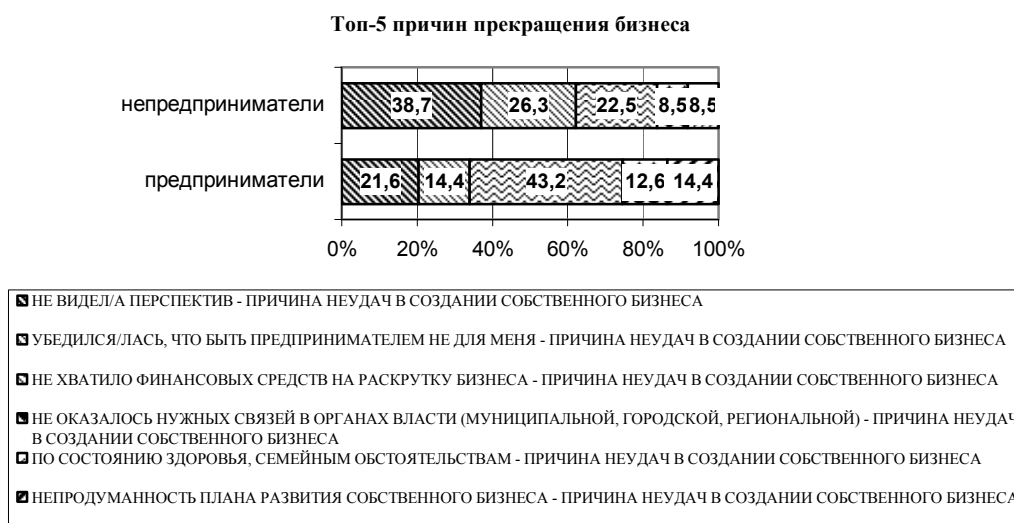 Топ-5 причин прекращения бизнеса
непредприниматели
38,7 26,3 22,5 8,5 8,5
предприниматели
21,6 14,4 43,2 12,6 14,4
0% 20% 40% 60% 80% 100%
НЕ ВИДЕЛ/А ПЕРСПЕКТИВ - ПРИЧИНА НЕУДАЧ В СОЗДАНИИ СОБСТВЕННОГО БИЗНЕСА
УБЕДИЛСЯ/ЛАСЬ, ЧТО БЫТЬ ПРЕДПРИНИМАТЕЛЕМ НЕ ДЛЯ МЕНЯ - ПРИЧИНА НЕУДАЧ В СОЗДАНИИ СОБСТВЕННОГО БИЗНЕСА
НЕ ХВАТИЛО ФИНАНСОВЫХ СРЕДСТВ НА РАСКРУТКУ БИЗНЕСА - ПРИЧИНА НЕУДАЧ В СОЗДАНИИ СОБСТВЕННОГО БИЗНЕСА
НЕ ОКАЗАЛОСЬ НУЖНЫХ СВЯЗЕЙ В ОРГАНАХ ВЛАСТИ (МУНИЦИПАЛЬНОЙ, ГОРОДСКОЙ, РЕГИОНАЛЬНОЙ) - ПРИЧИНА НЕУДАЧ
В СОЗДАНИИ СОБСТВЕННОГО БИЗНЕСА
ПО СОСТОЯНИЮ ЗДОРОВЬЯ, СЕМЕЙНЫМ ОБСТОЯТЕЛЬСТВАМ - ПРИЧИНА НЕУДАЧ В СОЗДАНИИ СОБСТВЕННОГО БИЗНЕСА
НЕПРОДУМАННОСТЬ ПЛАНА РАЗВИТИЯ СОБСТВЕННОГО БИЗНЕСА - ПРИЧИНА НЕУДАЧ В СОЗДАНИИ СОБСТВЕННОГО БИЗНЕСА